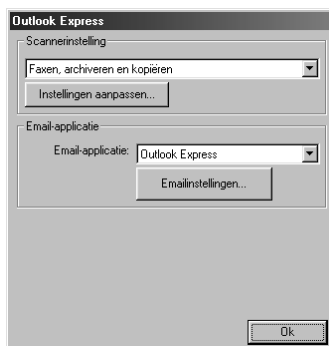 Outlook Express
Scannerinstelling
Faxen, archiveren en kopiëren
Instellingen aanpassen...
Email-applicatie
Email-applicatie: Outlook Express
Emailinstellingen...
Ok